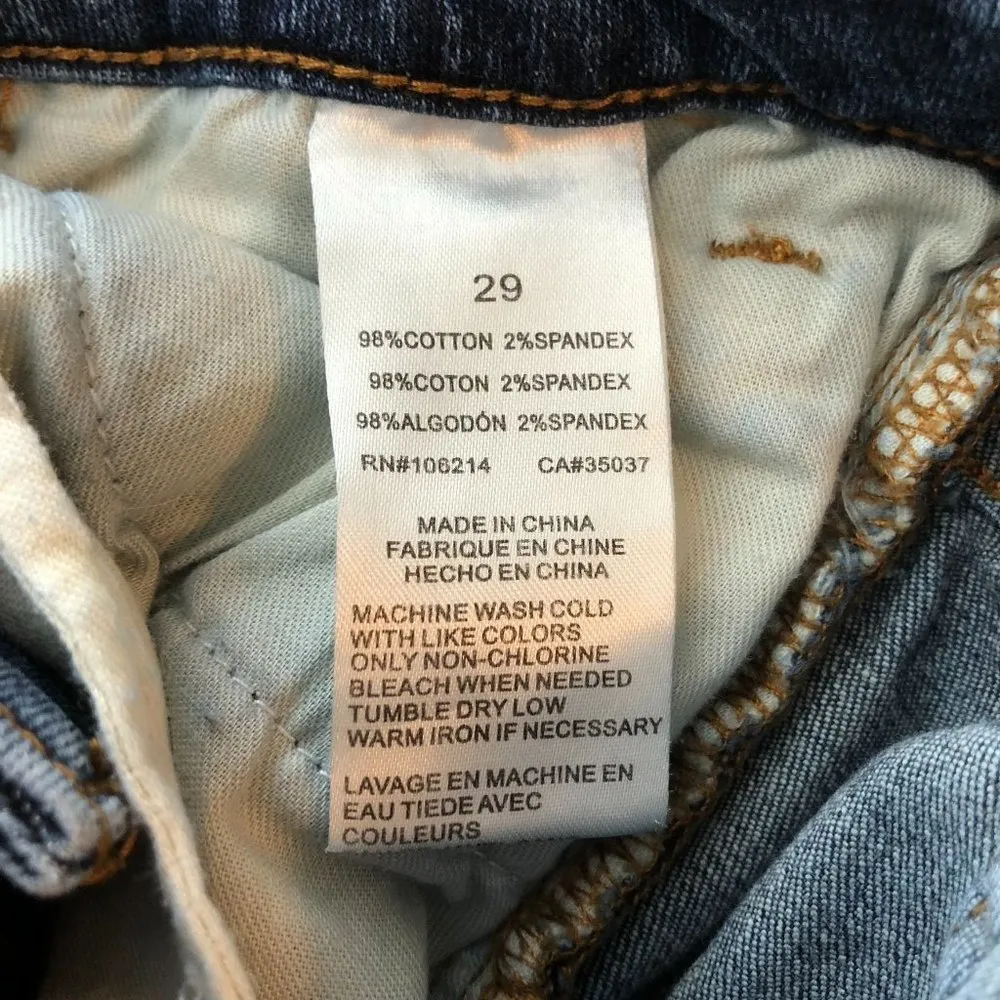 29
98%COTTON 2%SPANDEX
98%COTON 2%SPANDEX
98%ALGODÓN 2%SPANDEX
RN#106214 CA#35037
MADE IN CHINA
FABRIQUE EN CHINE
HECHO EN CHINA
MACHINE WASH COLD
WITH LIKE COLORS
ONLY NON-CHLORINE
BLEACH WHEN NEEDED
TUMBLE DRY LOW
WARM IRON IF NECESSARY
LAVAGE EN MACHINE EN
EAU TIEDE AVEC
COULEURS